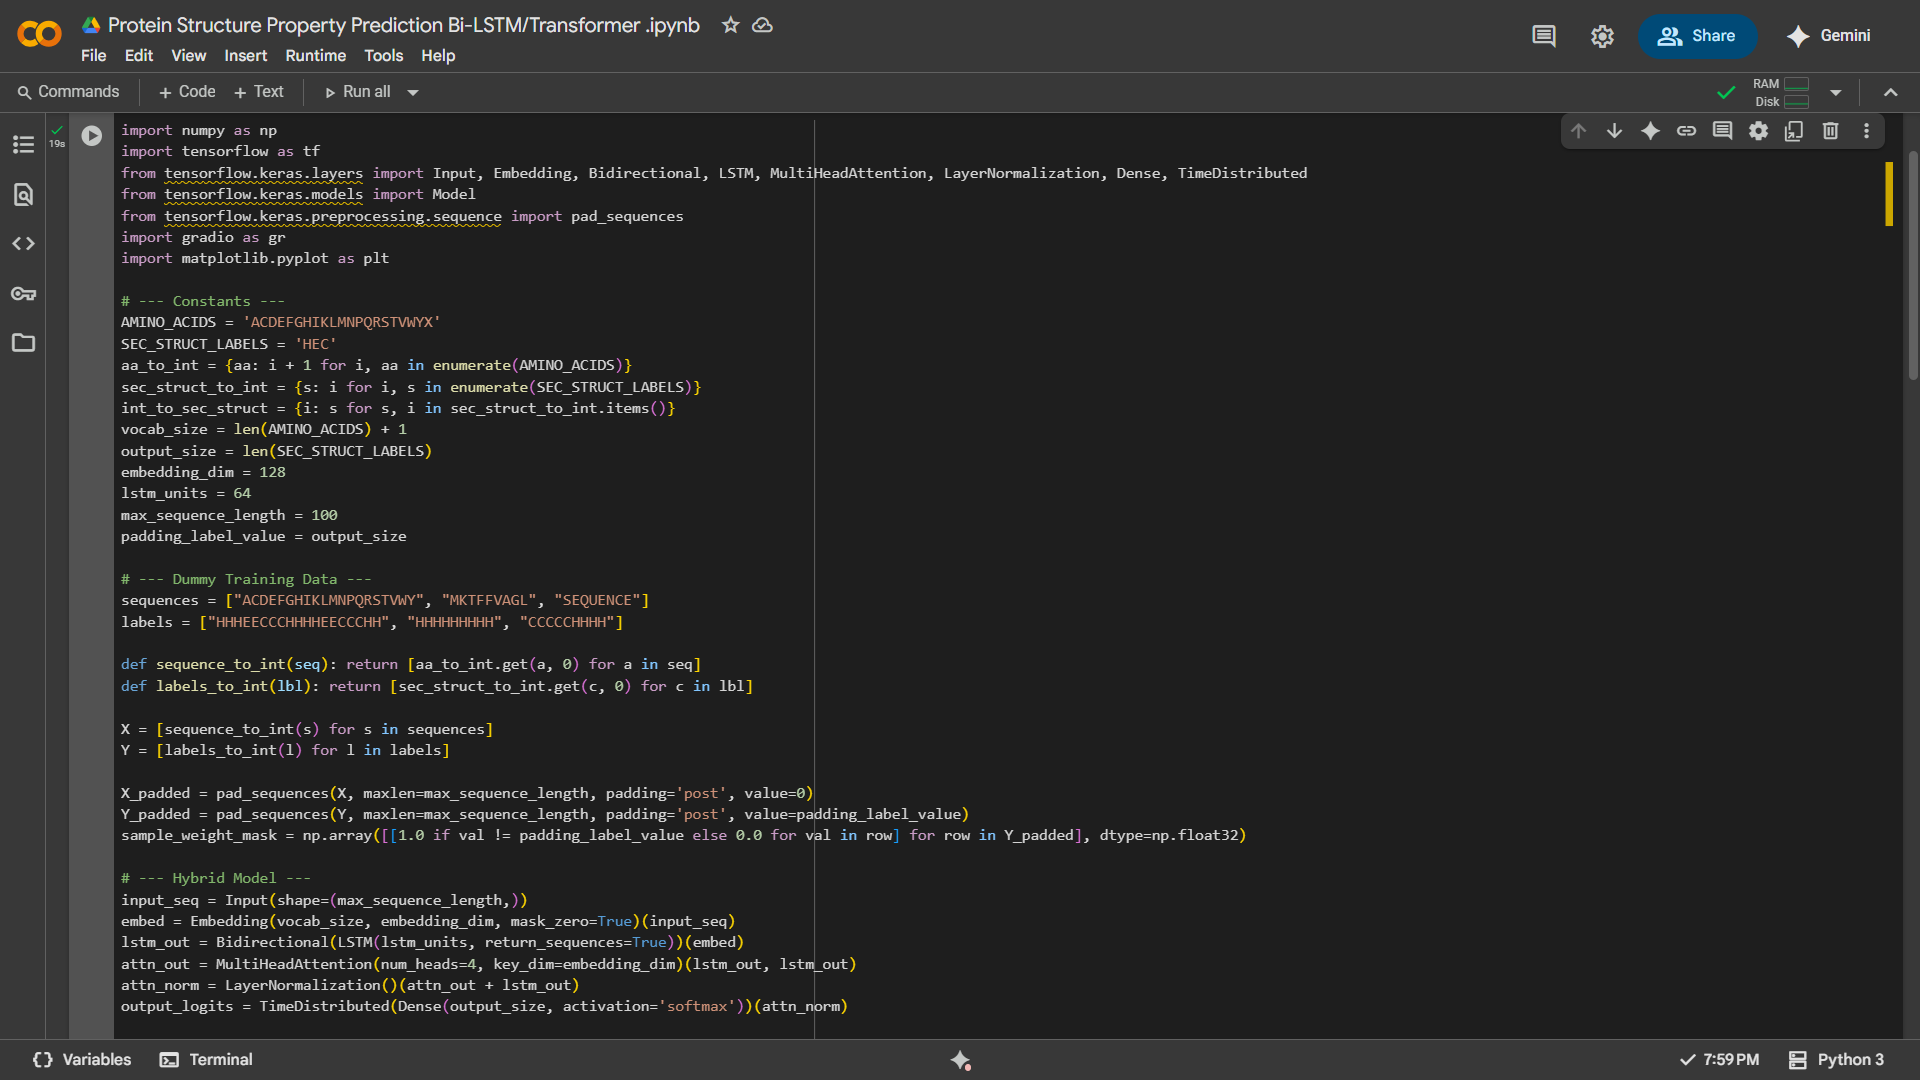 Protein Structure Property Prediction Bi-LSTM/Transformer .ipynb
File Edit View Insert Runtime Tools Help
Share
Gemini
Commands + Code + Text Run all
RAM
Disk
19s
import numpy as np
import tensorflow as tf
from tensorflow.keras.layers import Input, Embedding, Bidirectional, LSTM, MultiHeadAttention, LayerNormalization, Dense, TimeDistributed
from tensorflow.keras.models import Model
from tensorflow.keras.preprocessing.sequence import pad_sequences
import gradio as gr
import matplotlib.pyplot as plt
# --- Constants ---
AMINO_ACIDS = 'ACDEFGHIKLMNPQRSTVWYX'
SEC_STRUCT_LABELS = 'HEC'
aa_to_int = {aa: i + 1 for i, aa in enumerate(AMINO_ACIDS)}
sec_struct_to_int = {s: i for i, s in enumerate(SEC_STRUCT_LABELS)}
int_to_sec_struct = {i: s for s, i in sec_struct_to_int.items()}
vocab_size = len(AMINO_ACIDS) + 1
output_size = len(SEC_STRUCT_LABELS)
embedding_dim = 128
lstm_units = 64
max_sequence_length = 100
padding_label_value = output_size
# --- Dummy Training Data ---
sequences = ["ACDEFGHIKLMNPQRSTVWY", "MKTFFVAGL", "SEQUENCE"]
labels = ["HHHEECCCHHHHEECCCHH", "HHHHHHHHH", "CCCCCHHHH"]
def sequence_to_int(seq): return [aa_to_int.get(a, 0) for a in seq]
def labels_to_int(lbl): return [sec_struct_to_int.get(c, 0) for c in lbl]
X = [sequence_to_int(s) for s in sequences]
Y = [labels_to_int(l) for l in labels]
X_padded = pad_sequences(X, maxlen=max_sequence_length, padding='post', value=0)
Y_padded = pad_sequences(Y, maxlen=max_sequence_length, padding='post', value=padding_label_value)
sample_weight_mask = np.array([[1.0 if val != padding_label_value else 0.0 for val in row] for row in Y_padded], dtype=np.float32)
# --- Hybrid Model ---
input_seq = Input(shape=(max_sequence_length,))
embed = Embedding(vocab_size, embedding_dim, mask_zero=True)(input_seq)
lstm_out = Bidirectional(LSTM(lstm_units, return_sequences=True))(embed)
attn_out = MultiHeadAttention(num_heads=4, key_dim=embedding_dim)(lstm_out, lstm_out)
attn_norm = LayerNormalization()(attn_out + lstm_out)
output_logits = TimeDistributed(Dense(output_size, activation='softmax'))(attn_norm)
Variables Terminal
7:59 PM Python 3